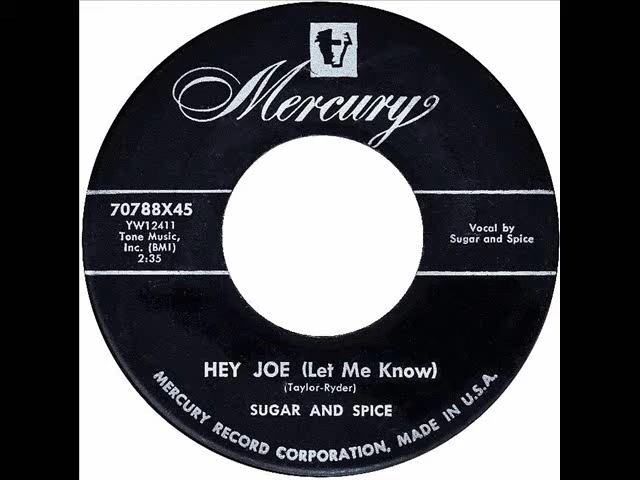 Mercury
70788X45
YW12411
Tone Music,
Inc. (BMI)
2:35
Vocal by
Sugar and Spice
HEY JOE (Let Me Know)
(Taylor-Ryder)
SUGAR AND SPICE
MERCURY RECORD CORPORATION, MADE IN U.S.A.